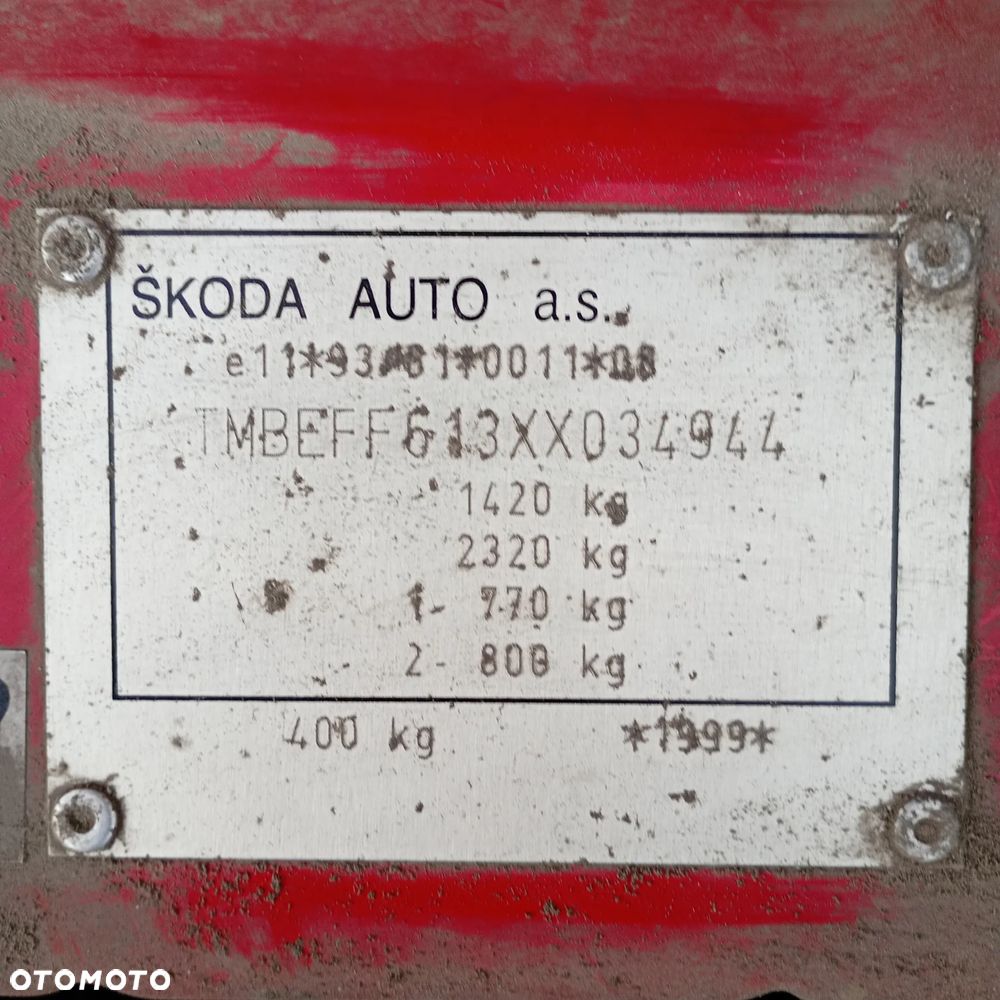 ŠKODA AUTO a.s.
e11*93/81*0011*08
TMBEFF613XX034944
1420 kg
2320 kg
1- 770 kg
2- 800 kg
400 kg *1999*
OTOMOTO